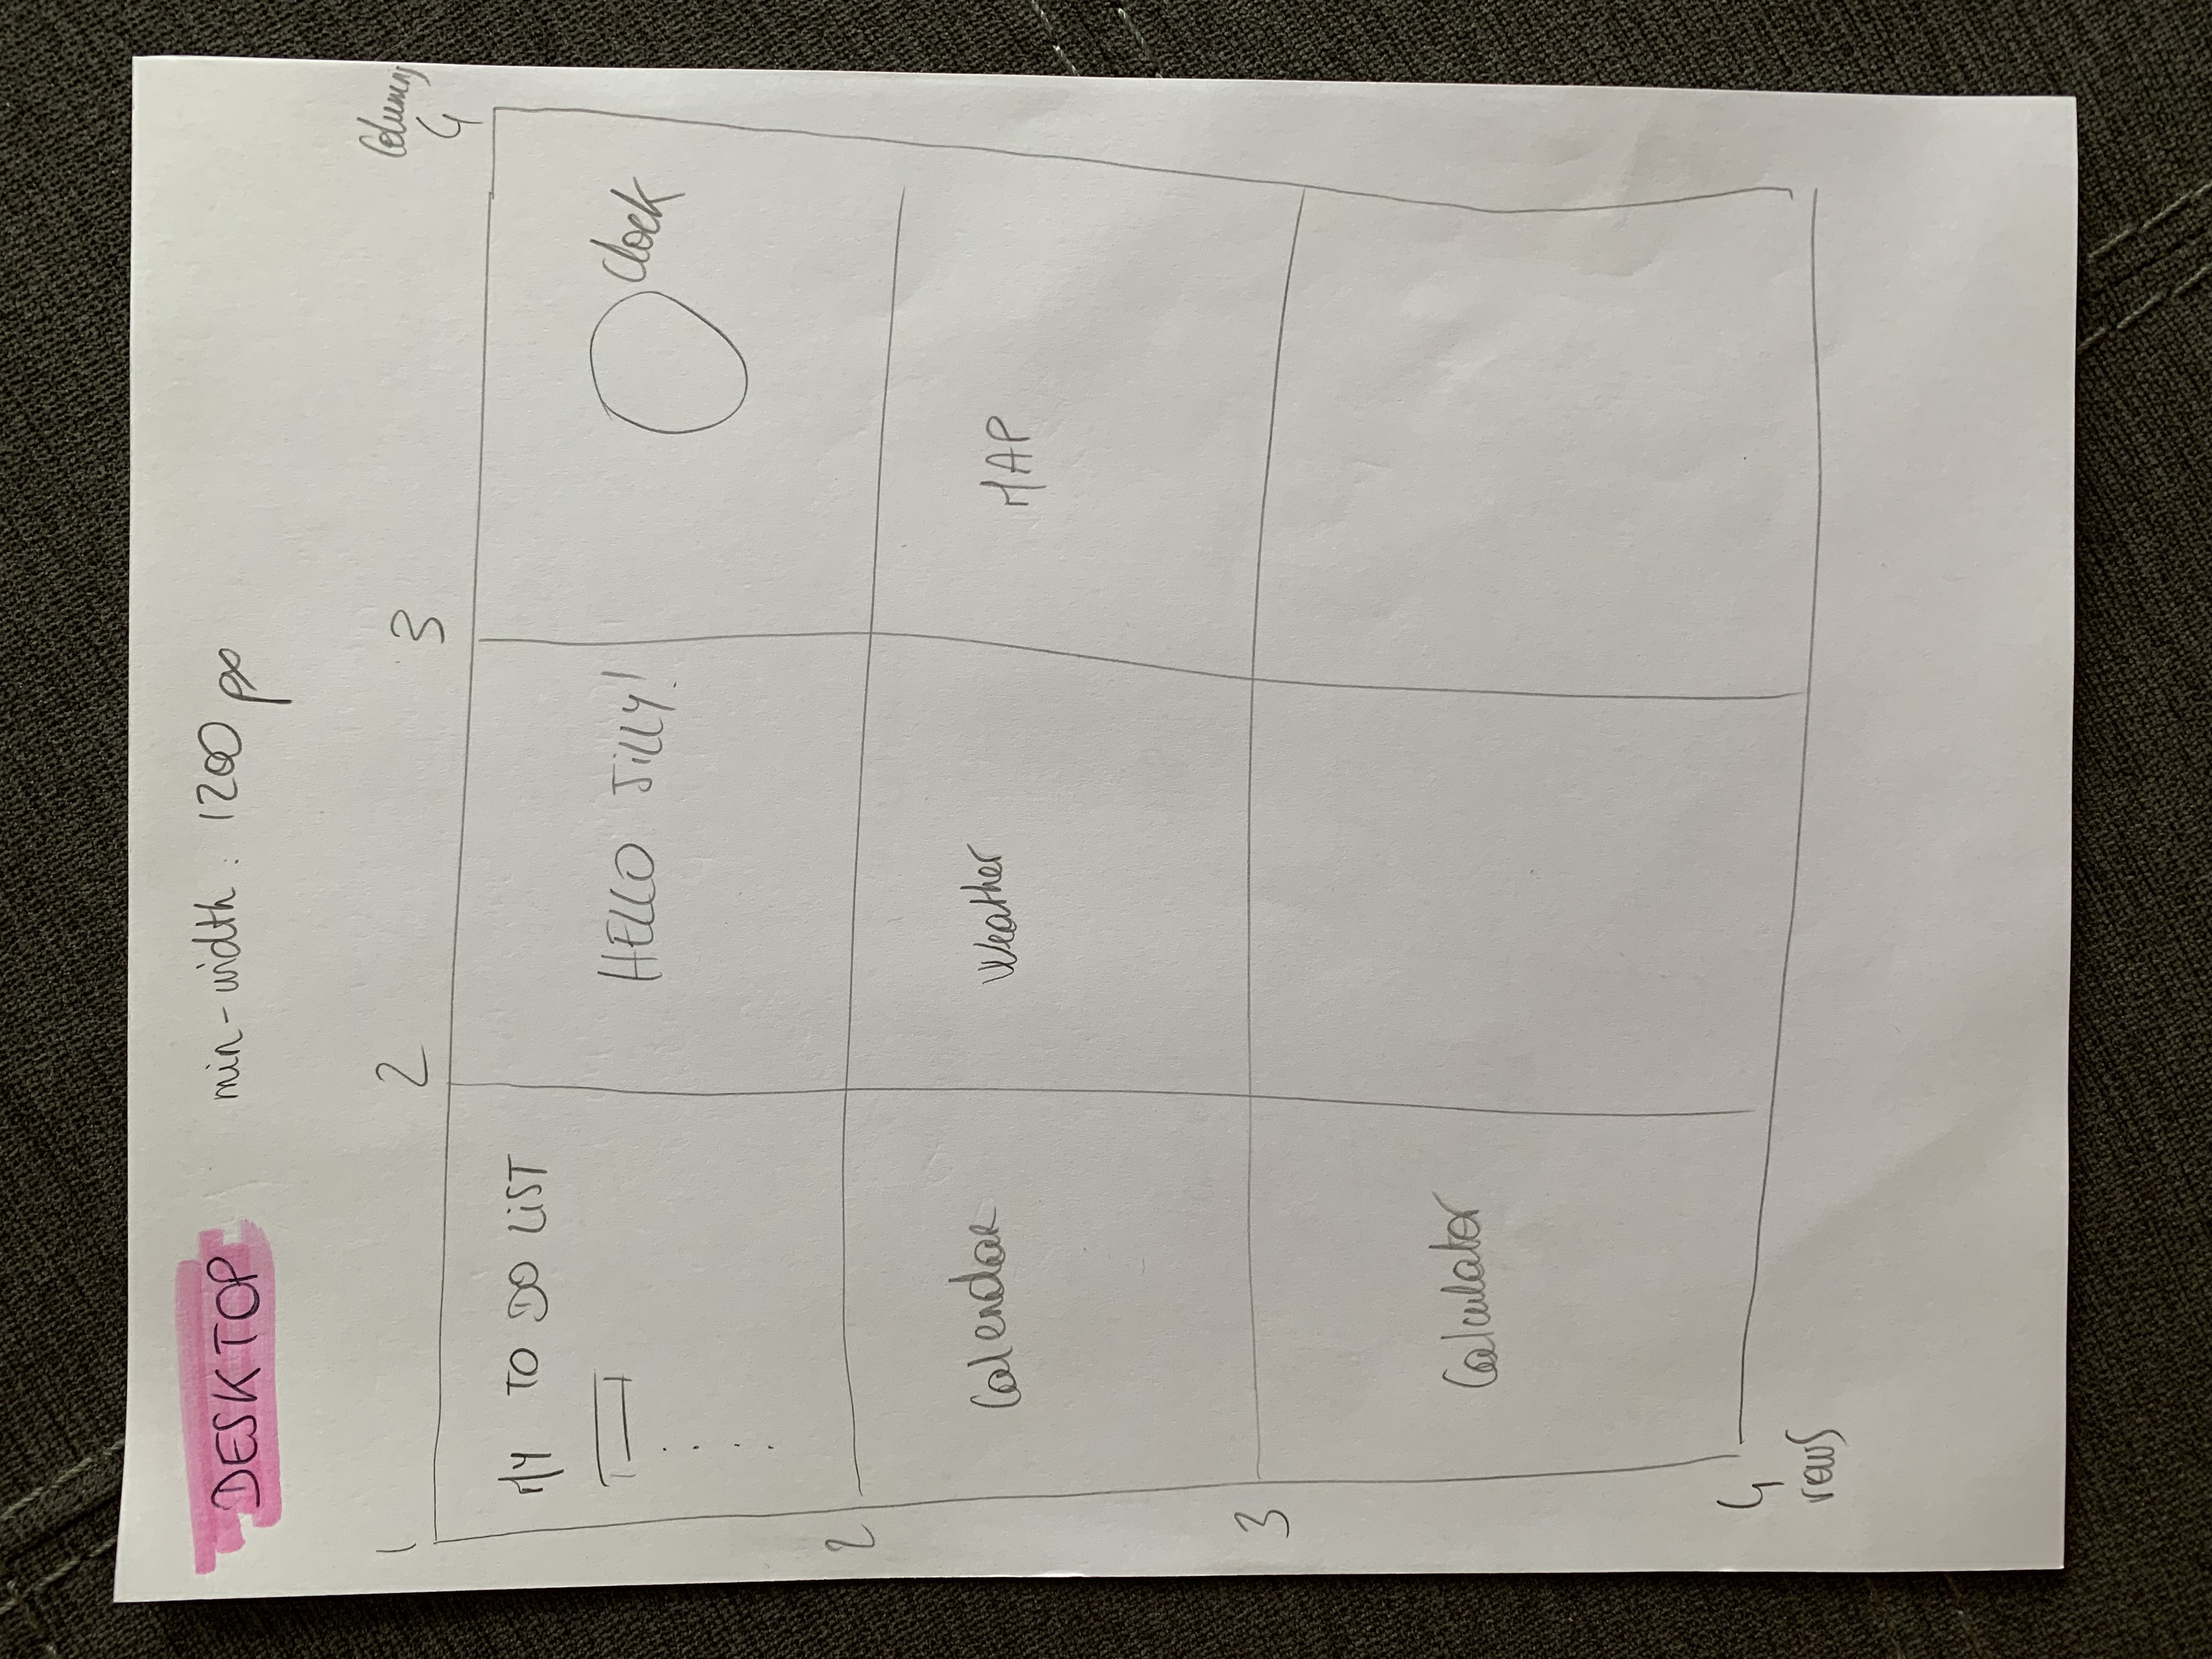 DESKTOP min-width: 1200 px
Columns
1 2 3 4
MY TO DO LIST
HELLO JILLY!
Clock
2
Calendar Weather MAP
3
Calculator
4
rows